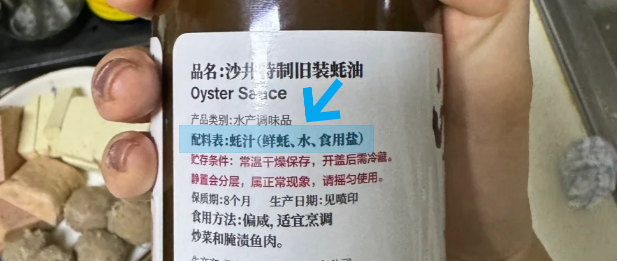 品名:沙井特制旧装蚝油
Oyster Sauce
产品类别:水产调味品
配料表:蚝汁(鲜蚝、水、食用盐)
贮存条件:常温干燥保存，开盖后需冷藏。
静置会分层，属正常现象，请摇匀使用。
保质期:8个月 生产日期:见喷印
食用方法:偏咸，适宜烹调
炒菜和腌渍鱼肉。